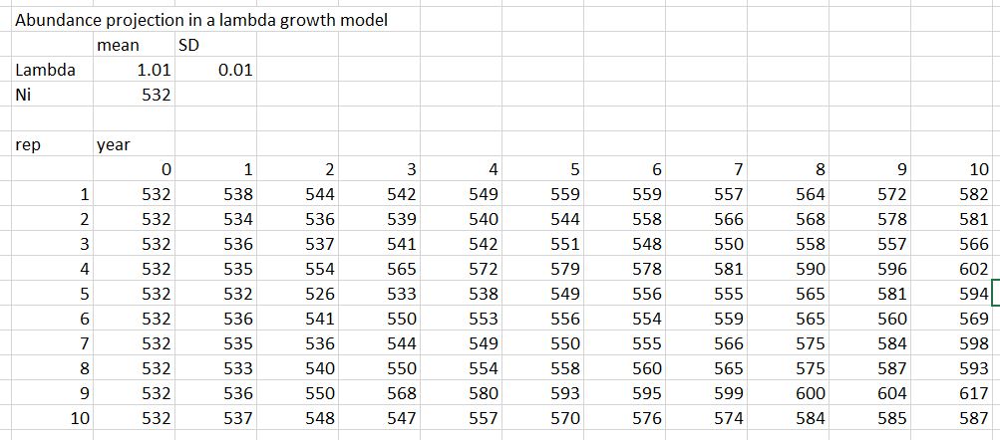 Abundance projection in a lambda growth model
mean SD
Lambda 1.01 0.01
Ni 532
rep year
0 1 2 3 4 5 6 7 8 9 10
1 532 538 544 542 549 559 559 557 564 572 582
2 532 534 536 539 540 544 558 566 568 578 581
3 532 536 537 541 542 551 548 550 558 557 566
4 532 535 554 565 572 579 578 581 590 596 602
5 532 532 526 533 538 549 556 555 565 581 594
6 532 536 541 550 553 556 554 559 565 560 569
7 532 535 536 544 549 550 555 566 575 584 598
8 532 533 540 550 554 558 560 565 575 587 593
9 532 536 550 568 580 593 595 599 600 604 617
10 532 537 548 547 557 570 576 574 584 585 587